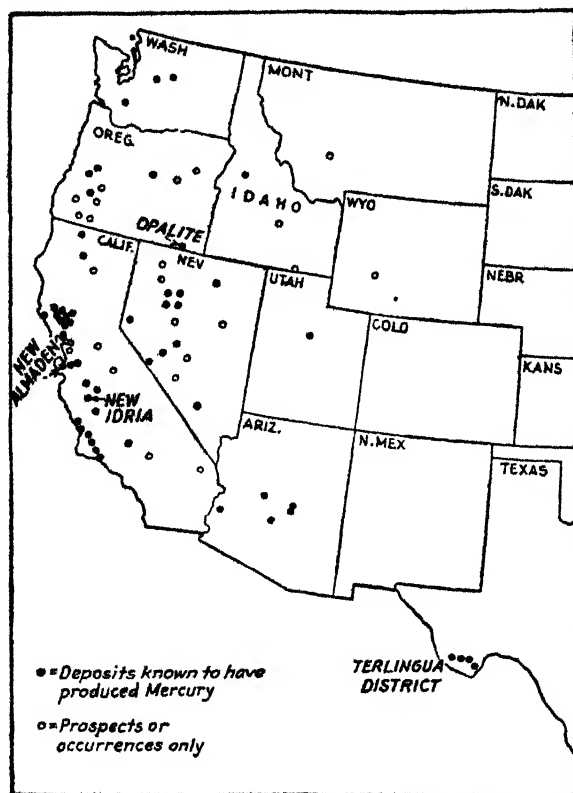 WASH
MONT
N.DAK
OREG.
IDAHO
S.DAK
WYO
OPALITE
CALIF.
NEV
NEBR
UTAH
COLO
NEW
ALMADEN
KANS
NEW
IDRIA
ARIZ.
N.MEX
TEXAS
•=Deposits known to have
produced Mercury
TERLINGUA
DISTRICT
o=Prospects or
occurrences only